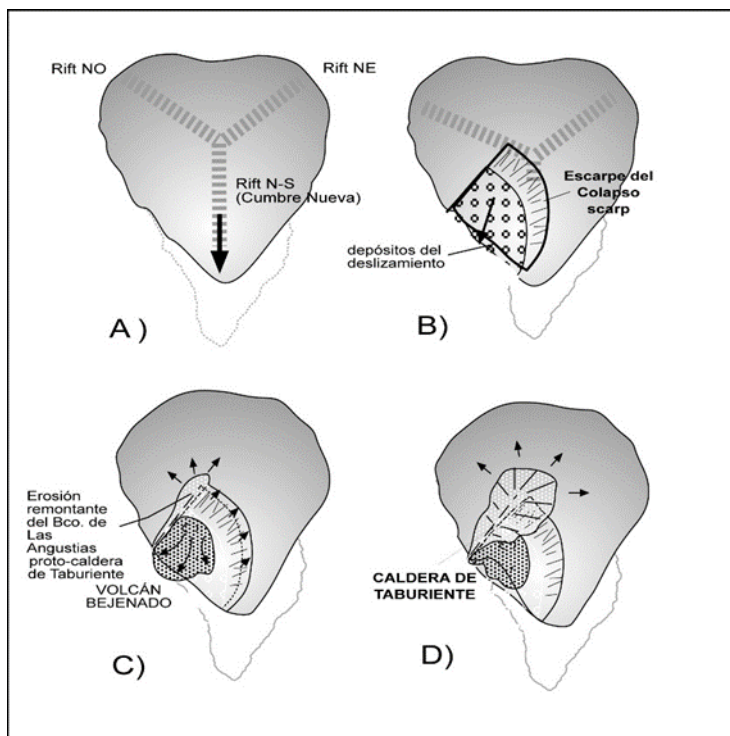 Rift NO
Rift NE
Rift N-S
(Cumbre Nueva)
A )
Escarpe del
Colapso
scarp
depósitos del
deslizamiento
B )
Erosión
remontante
del Bco. de
Las
Angustias
proto-caldera
de Taburiente
VOLCÁN
BEJENADO
C )
CALDERA DE
TABURIENTE
D )